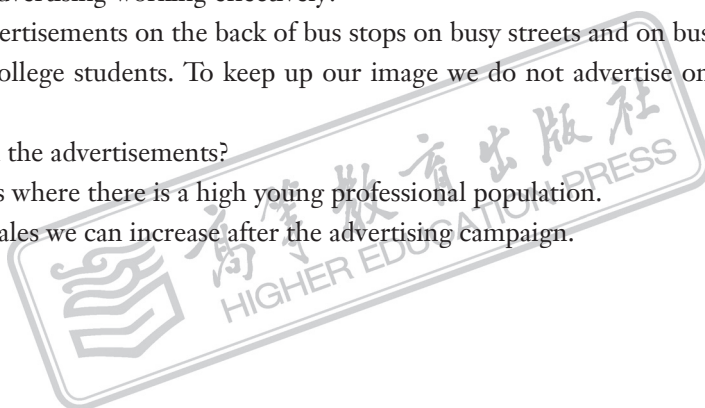 dvertising working effectively?
ertisements on the back of bus stops on busy streets and on bus
ollege students. To keep up our image we do not advertise on
the advertisements?
s where there is a high young professional population.
ales we can increase after the advertising campaign.
高等教育出版社
HIGHER EDUCATION PRESS